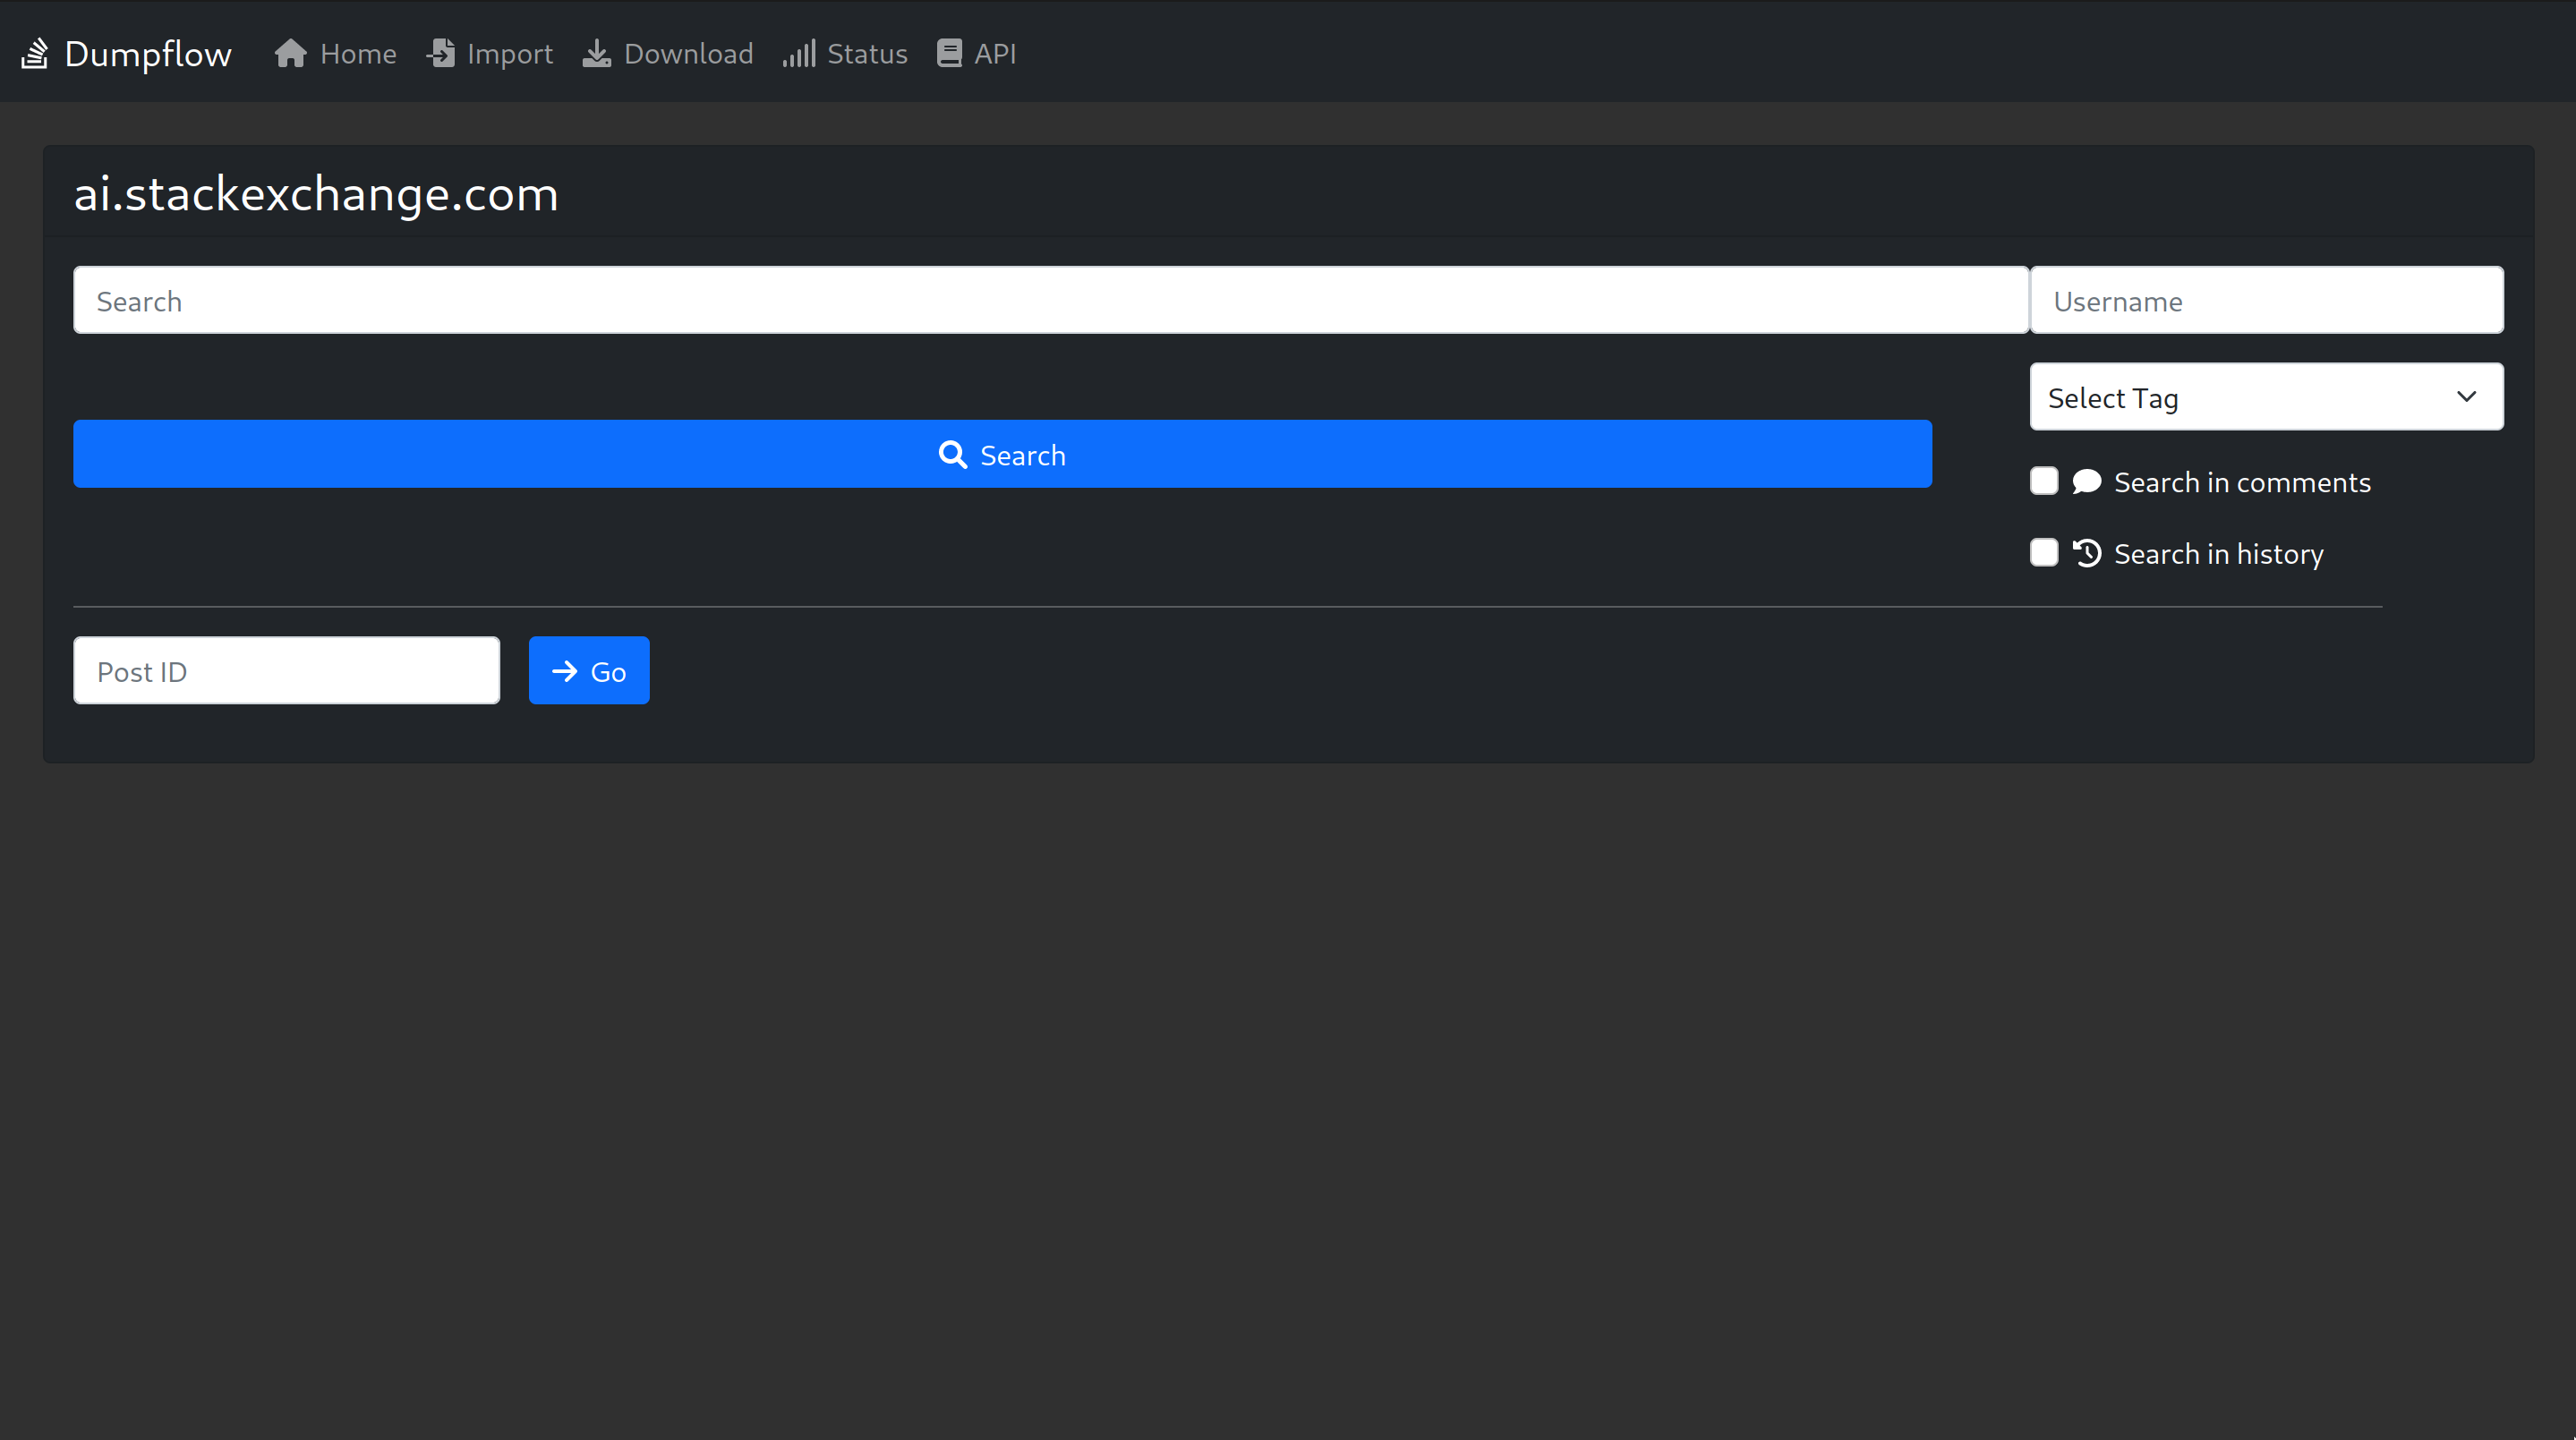 Dumpflow Home Import Download Status API
ai.stackexchange.com
Search Username
Select Tag
Search
Search in comments
Search in history
Post ID Go